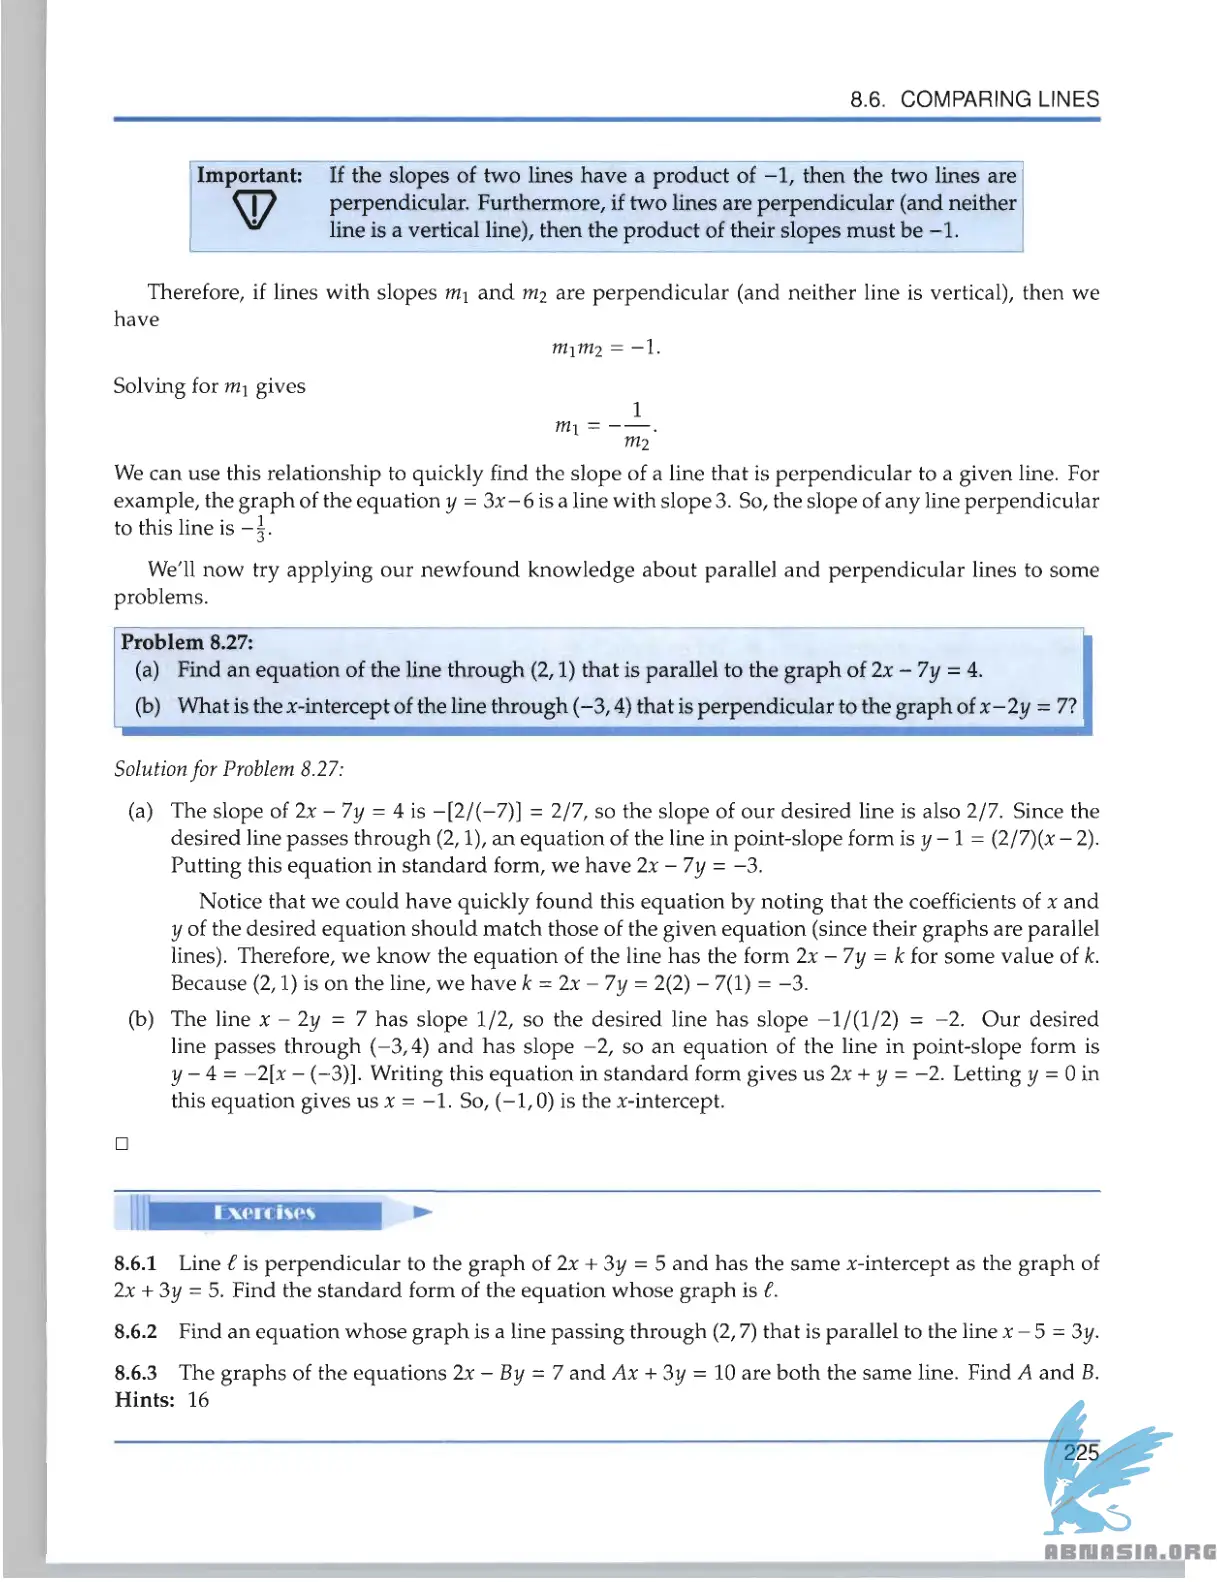 8.6. COMPARING LINES
Important: If the slopes of two lines have a product of −1, then the two lines are
perpendicular. Furthermore, if two lines are perpendicular (and neither
line is a vertical line), then the product of their slopes must be −1.
Therefore, if lines with slopes m₁ and m₂ are perpendicular (and neither line is vertical), then we
have
m₁m₂ = −1.
Solving for m₁ gives
m₁ = −1/m₂.
We can use this relationship to quickly find the slope of a line that is perpendicular to a given line. For
example, the graph of the equation y = 3x − 6 is a line with slope 3. So, the slope of any line perpendicular
to this line is −1/3.
We'll now try applying our newfound knowledge about parallel and perpendicular lines to some
problems.
Problem 8.27:
(a) Find an equation of the line through (2, 1) that is parallel to the graph of 2x − 7y = 4.
(b) What is the x-intercept of the line through (−3, 4) that is perpendicular to the graph of x − 2y = 7?
Solution for Problem 8.27:
(a) The slope of 2x − 7y = 4 is −[2/(−7)] = 2/7, so the slope of our desired line is also 2/7. Since the
desired line passes through (2, 1), an equation of the line in point-slope form is y − 1 = (2/7)(x − 2).
Putting this equation in standard form, we have 2x − 7y = −3.
Notice that we could have quickly found this equation by noting that the coefficients of x and
y of the desired equation should match those of the given equation (since their graphs are parallel
lines). Therefore, we know the equation of the line has the form 2x − 7y = k for some value of k.
Because (2, 1) is on the line, we have k = 2x − 7y = 2(2) − 7(1) = −3.
(b) The line x − 2y = 7 has slope 1/2, so the desired line has slope −1/(1/2) = −2. Our desired
line passes through (−3, 4) and has slope −2, so an equation of the line in point-slope form is
y − 4 = −2[x − (−3)]. Writing this equation in standard form gives us 2x + y = −2. Letting y = 0 in
this equation gives us x = −1. So, (−1, 0) is the x-intercept.
□
Exercises
8.6.1 Line ℓ is perpendicular to the graph of 2x + 3y = 5 and has the same x-intercept as the graph of
2x + 3y = 5. Find the standard form of the equation whose graph is ℓ.
8.6.2 Find an equation whose graph is a line passing through (2, 7) that is parallel to the line x − 5 = 3y.
8.6.3 The graphs of the equations 2x − By = 7 and Ax + 3y = 10 are both the same line. Find A and B.
Hints: 16
225
ABNASIA.ORG